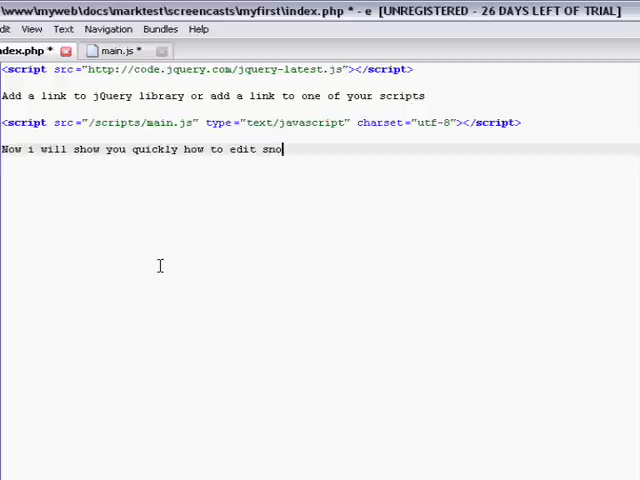 \www\myweb\docs\marktest\screencasts\myfirst\index.php * - e [UNREGISTERED - 26 DAYS LEFT OF TRIAL]
dit View Text Navigation Bundles Help
ndex.php * main.js *
<script src="http://code.jquery.com/jquery-latest.js"></script>
Add a link to jQuery library or add a link to one of your scripts
<script src="/scripts/main.js" type="text/javascript" charset="utf-8"></script>
Now i will show you quickly how to edit sno